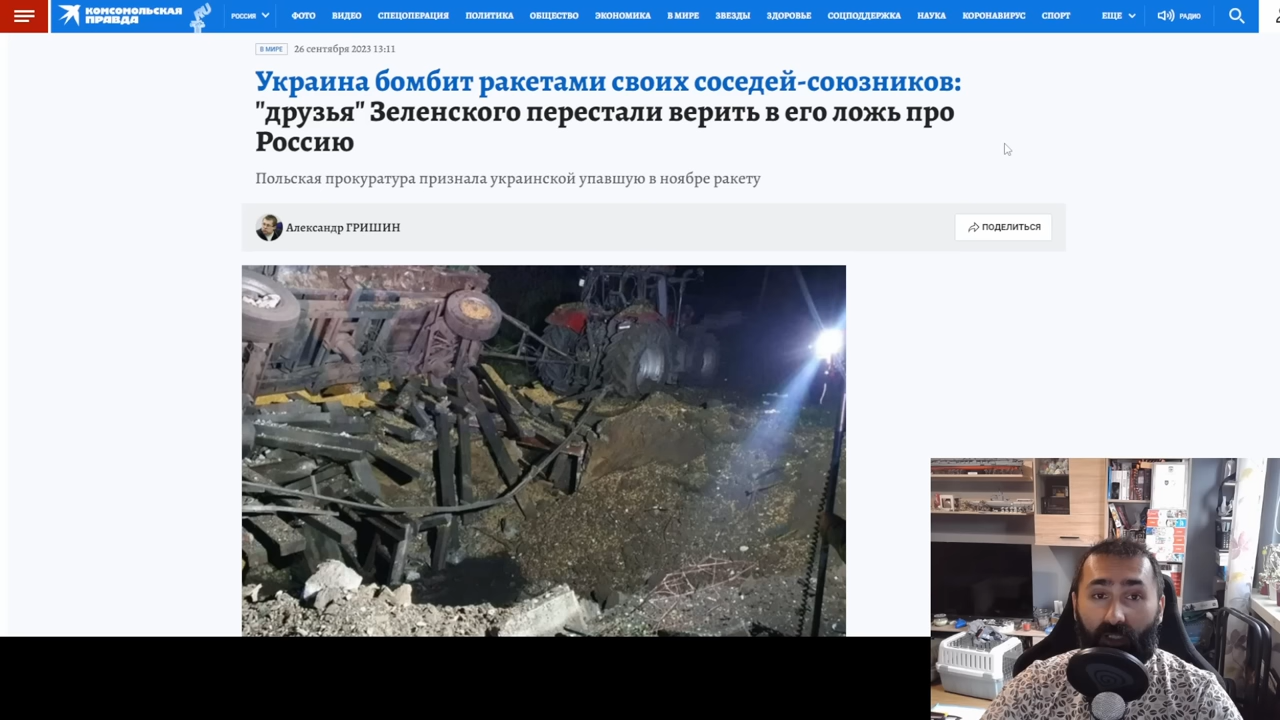 КОМСОМОЛЬСКАЯ
ПРАВДА
РОССИЯ
ФОТО ВИДЕО СПЕЦОПЕРАЦИЯ ПОЛИТИКА ОБЩЕСТВО ЭКОНОМИКА В МИРЕ ЗВЕЗДЫ ЗДОРОВЬЕ СОЦПОДДЕРЖКА НАУКА КОРОНАВИРУС СПОРТ ЕЩЕ РАДИО
В МИРЕ 26 сентября 2023 13:11
Украина бомбит ракетами своих соседей-союзников:
"друзья" Зеленского перестали верить в его ложь про
Россию
Польская прокуратура признала украинской упавшую в ноябре ракету
Александр ГРИШИН
ПОДЕЛИТЬСЯ